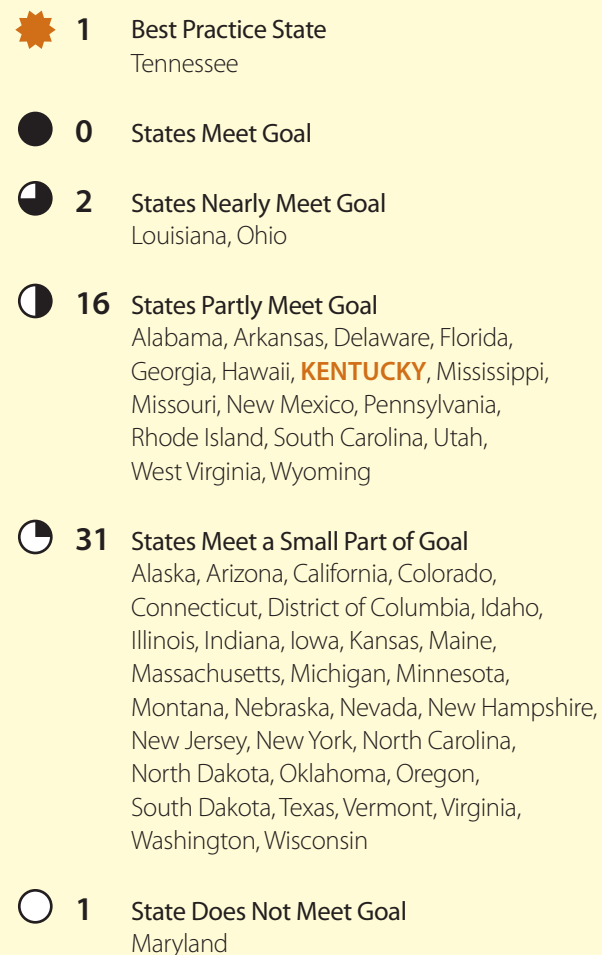 1 Best Practice State
Tennessee
0 States Meet Goal
2 States Nearly Meet Goal
Louisiana, Ohio
16 States Partly Meet Goal
Alabama, Arkansas, Delaware, Florida,
Georgia, Hawaii, KENTUCKY, Mississippi,
Missouri, New Mexico, Pennsylvania,
Rhode Island, South Carolina, Utah,
West Virginia, Wyoming
31 States Meet a Small Part of Goal
Alaska, Arizona, California, Colorado,
Connecticut, District of Columbia, Idaho,
Illinois, Indiana, Iowa, Kansas, Maine,
Massachusetts, Michigan, Minnesota,
Montana, Nebraska, Nevada, New Hampshire,
New Jersey, New York, North Carolina,
North Dakota, Oklahoma, Oregon,
South Dakota, Texas, Vermont, Virginia,
Washington, Wisconsin
1 State Does Not Meet Goal
Maryland